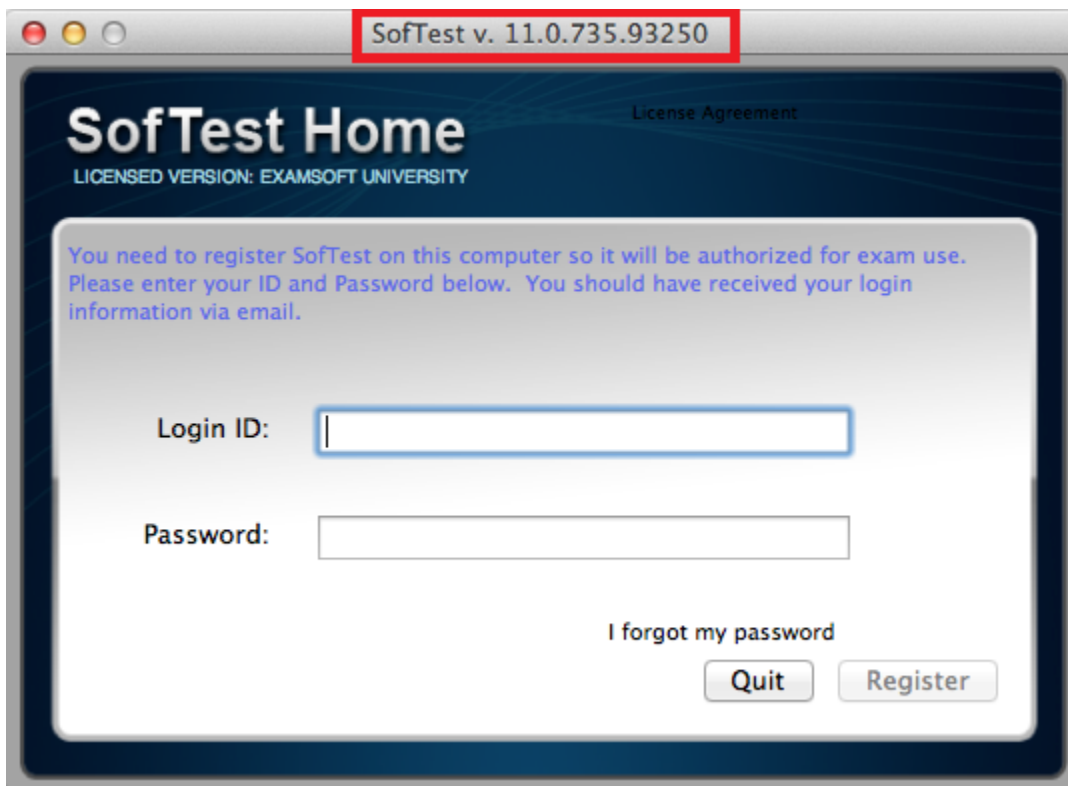 SofTest v. 11.0.735.93250
SofTest Home
License Agreement
LICENSED VERSION: EXAMSOFT UNIVERSITY
You need to register SofTest on this computer so it will be authorized for exam use.
Please enter your ID and Password below.  You should have received your login
information via email.
Login ID:
Password:
I forgot my password
Quit
Register